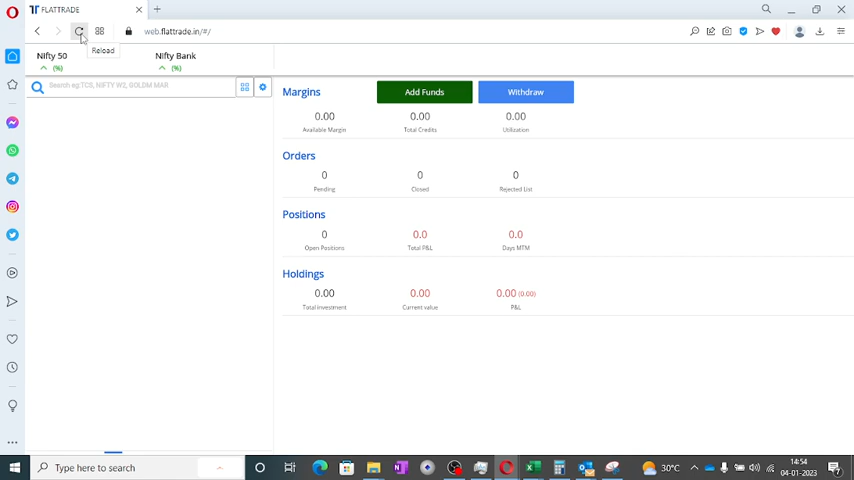 FLATTRADE
web.flattrade.in/#/
Reload
Nifty 50
(%)
Nifty Bank
(%)
Search eg:TCS, NIFTY W2, GOLDM MAR
Margins
Add Funds
Withdraw
0.00
0.00
0.00
Available Margin
Total Credits
Utilization
Orders
0
0
0
Pending
Closed
Rejected List
Positions
0
0.0
0.0
Open Positions
Total P&L
Days MTM
Holdings
0.00
0.00
0.00 (0.00)
Total Investment
Current value
P&L
Type here to search
30°C
14:54
04-01-2023
7